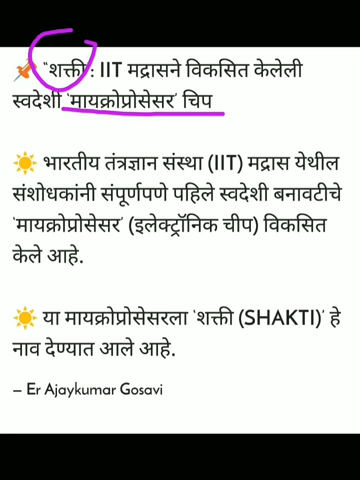 "शक्ती : IIT मद्रासने विकसित केलेली
स्वदेशी 'मायक्रोप्रोसेसर' चिप
भारतीय तंत्रज्ञान संस्था (IIT) मद्रास येथील
संशोधकांनी संपूर्णपणे पहिले स्वदेशी बनावटीचे
'मायक्रोप्रोसेसर' (इलेक्ट्रॉनिक चीप) विकसित
केले आहे.
या मायक्रोप्रोसेसरला 'शक्ती (SHAKTI)' हे
नाव देण्यात आले आहे.
– Er Ajaykumar Gosavi